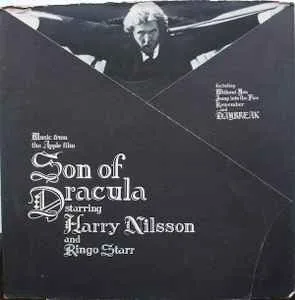 including
Without You
Jump into the Fire
Remember
and
DAYBREAK
Music from
the Apple film
Son of
Dracula
starring
Harry Nilsson
and
Ringo Starr